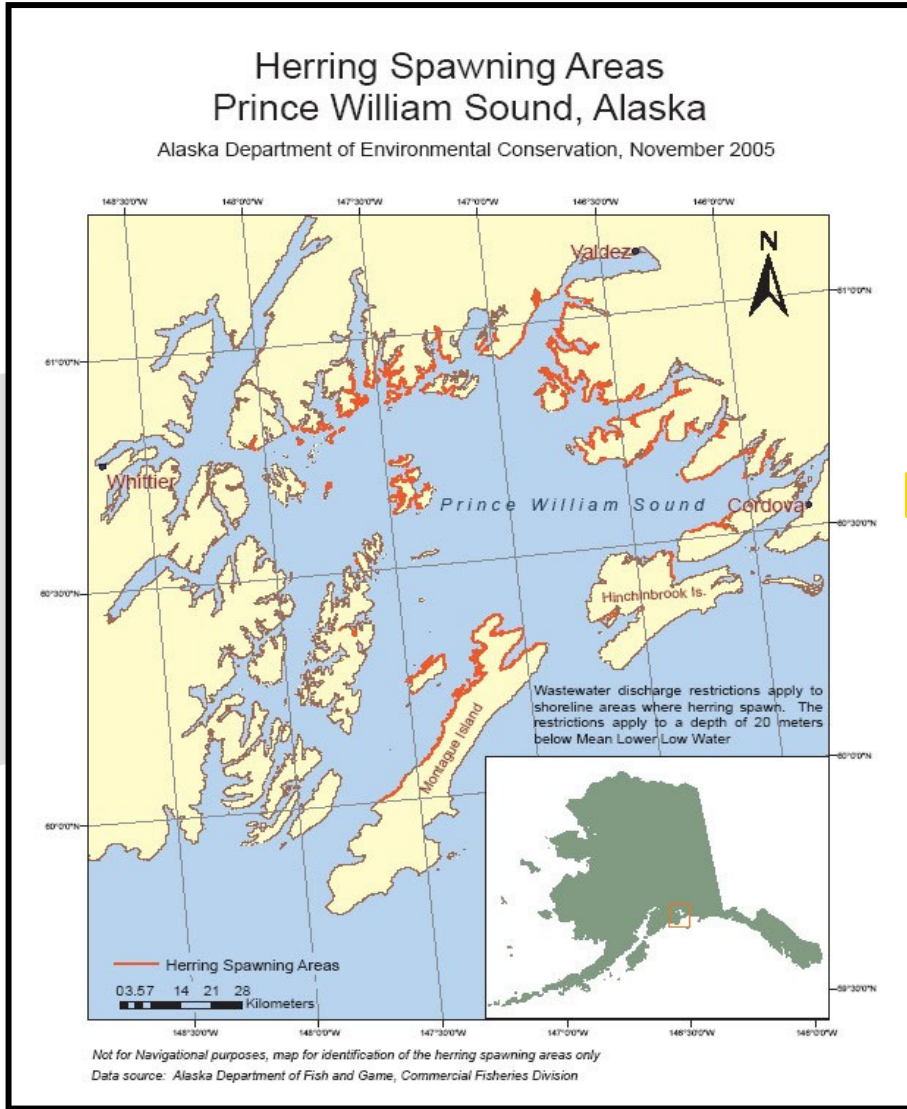 Herring Spawning Areas
Prince William Sound, Alaska
Alaska Department of Environmental Conservation, November 2005
148°30'0"W 148°0'0"W 147°30'0"W 147°0'0"W 146°30'0"W 146°0'0"W
N
Valdez
61°0'0"N
61°0'0"N
Whittier
Prince William Sound
Cordova
60°30'0"N
60°30'0"N
Hinchinbrook Is.
Wastewater discharge restrictions apply to
shoreline areas where herring spawn. The
restrictions apply to a depth of 20 meters
below Mean Lower Low Water
Montague Island
60°0'0"N
60°0'0"N
Herring Spawning Areas
03.57 14 21 28
Kilometers
59°30'0"N
148°30'0"W 148°0'0"W 147°30'0"W 147°0'0"W 146°30'0"W 146°0'0"W
Not for Navigational purposes, map for identification of the herring spawning areas only
Data source: Alaska Department of Fish and Game, Commercial Fisheries Division